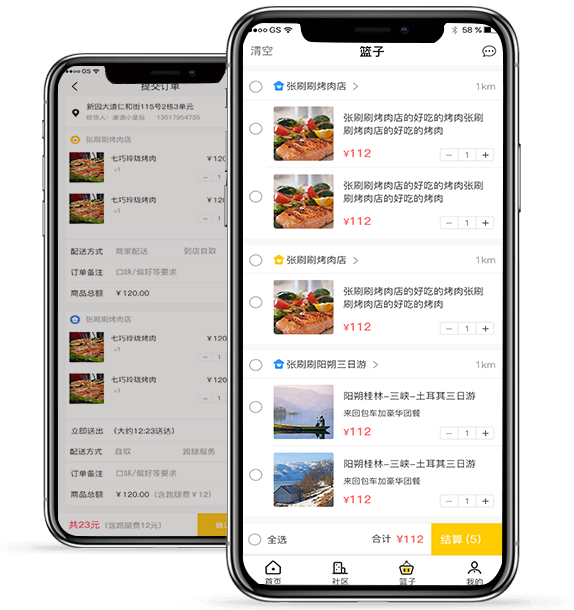 GS
提交订单
新园大道仁和街115号2栋3单元
收货人：邋遢小皇后 13517954735
张刷刷烤肉店
七巧玲珑烤肉 ￥120
×1
1
七巧玲珑烤肉 ￥120
×1
1
配送方式 商家配送 到店自取
订单备注 口味/偏好等要求
商品总额 ￥120.00
张刷刷烤肉店
七巧玲珑烤肉 ￥120
×1
1
七巧玲珑烤肉 ￥120
×1
1
立即送出 (大约12:23送达)
配送方式 自取 跑腿服务
订单备注 口味/偏好等要求
商品总额 ￥120.00 (含跑腿费￥12)
共23元 (含跑腿费12元)
GS 58%
清空 篮子
张刷刷烤肉店 1km
张刷刷烤肉店的好吃的烤肉张刷
刷烤肉店的好吃的烤肉
¥112
1
张刷刷烤肉店的好吃的烤肉张刷
刷烤肉店的好吃的烤肉
¥112
1
张刷刷烤肉店 1km
张刷刷烤肉店的好吃的烤肉张刷
刷烤肉店的好吃的烤肉
¥112
1
张刷刷阳朔三日游 1km
阳朔桂林-三峡-土耳其三日游
来回包车加豪华团餐
¥112
1
阳朔桂林-三峡-土耳其三日游
来回包车加豪华团餐
¥112
1
全选 合计 ¥112 结算 (5)
首页 社区 篮子 我的